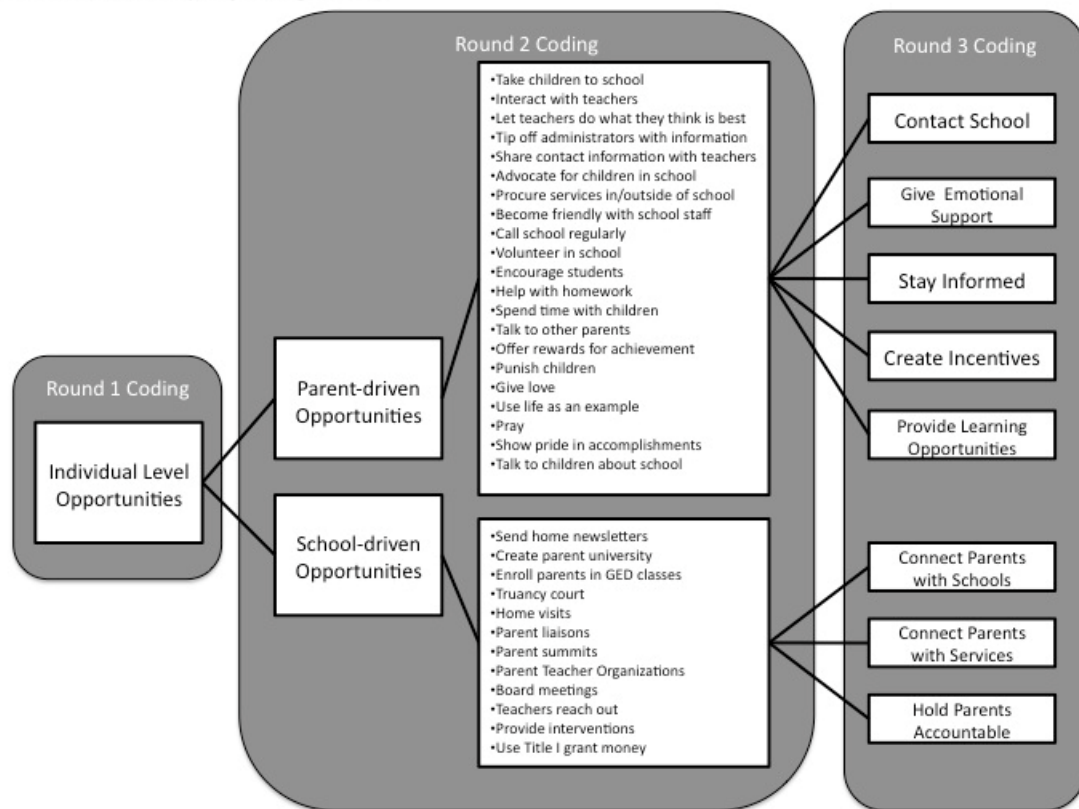 Round 1 Coding
Individual Level
Opportunities
Round 2 Coding
Parent-driven
Opportunities
School-driven
Opportunities
•Take children to school
•Interact with teachers
•Let teachers do what they think is best
•Tip off administrators with information
•Share contact information with teachers
•Advocate for children in school
•Procure services in/outside of school
•Become friendly with school staff
•Call school regularly
•Volunteer in school
•Encourage students
•Help with homework
•Spend time with children
•Talk to other parents
•Offer rewards for achievement
•Punish children
•Give love
•Use life as an example
•Pray
•Show pride in accomplishments
•Talk to children about school
•Send home newsletters
•Create parent university
•Enroll parents in GED classes
•Truancy court
•Home visits
•Parent liaisons
•Parent summits
•Parent Teacher Organizations
•Board meetings
•Teachers reach out
•Provide interventions
•Use Title I grant money
Round 3 Coding
Contact School
Give Emotional
Support
Stay Informed
Create Incentives
Provide Learning
Opportunities
Connect Parents
with Schools
Connect Parents
with Services
Hold Parents
Accountable